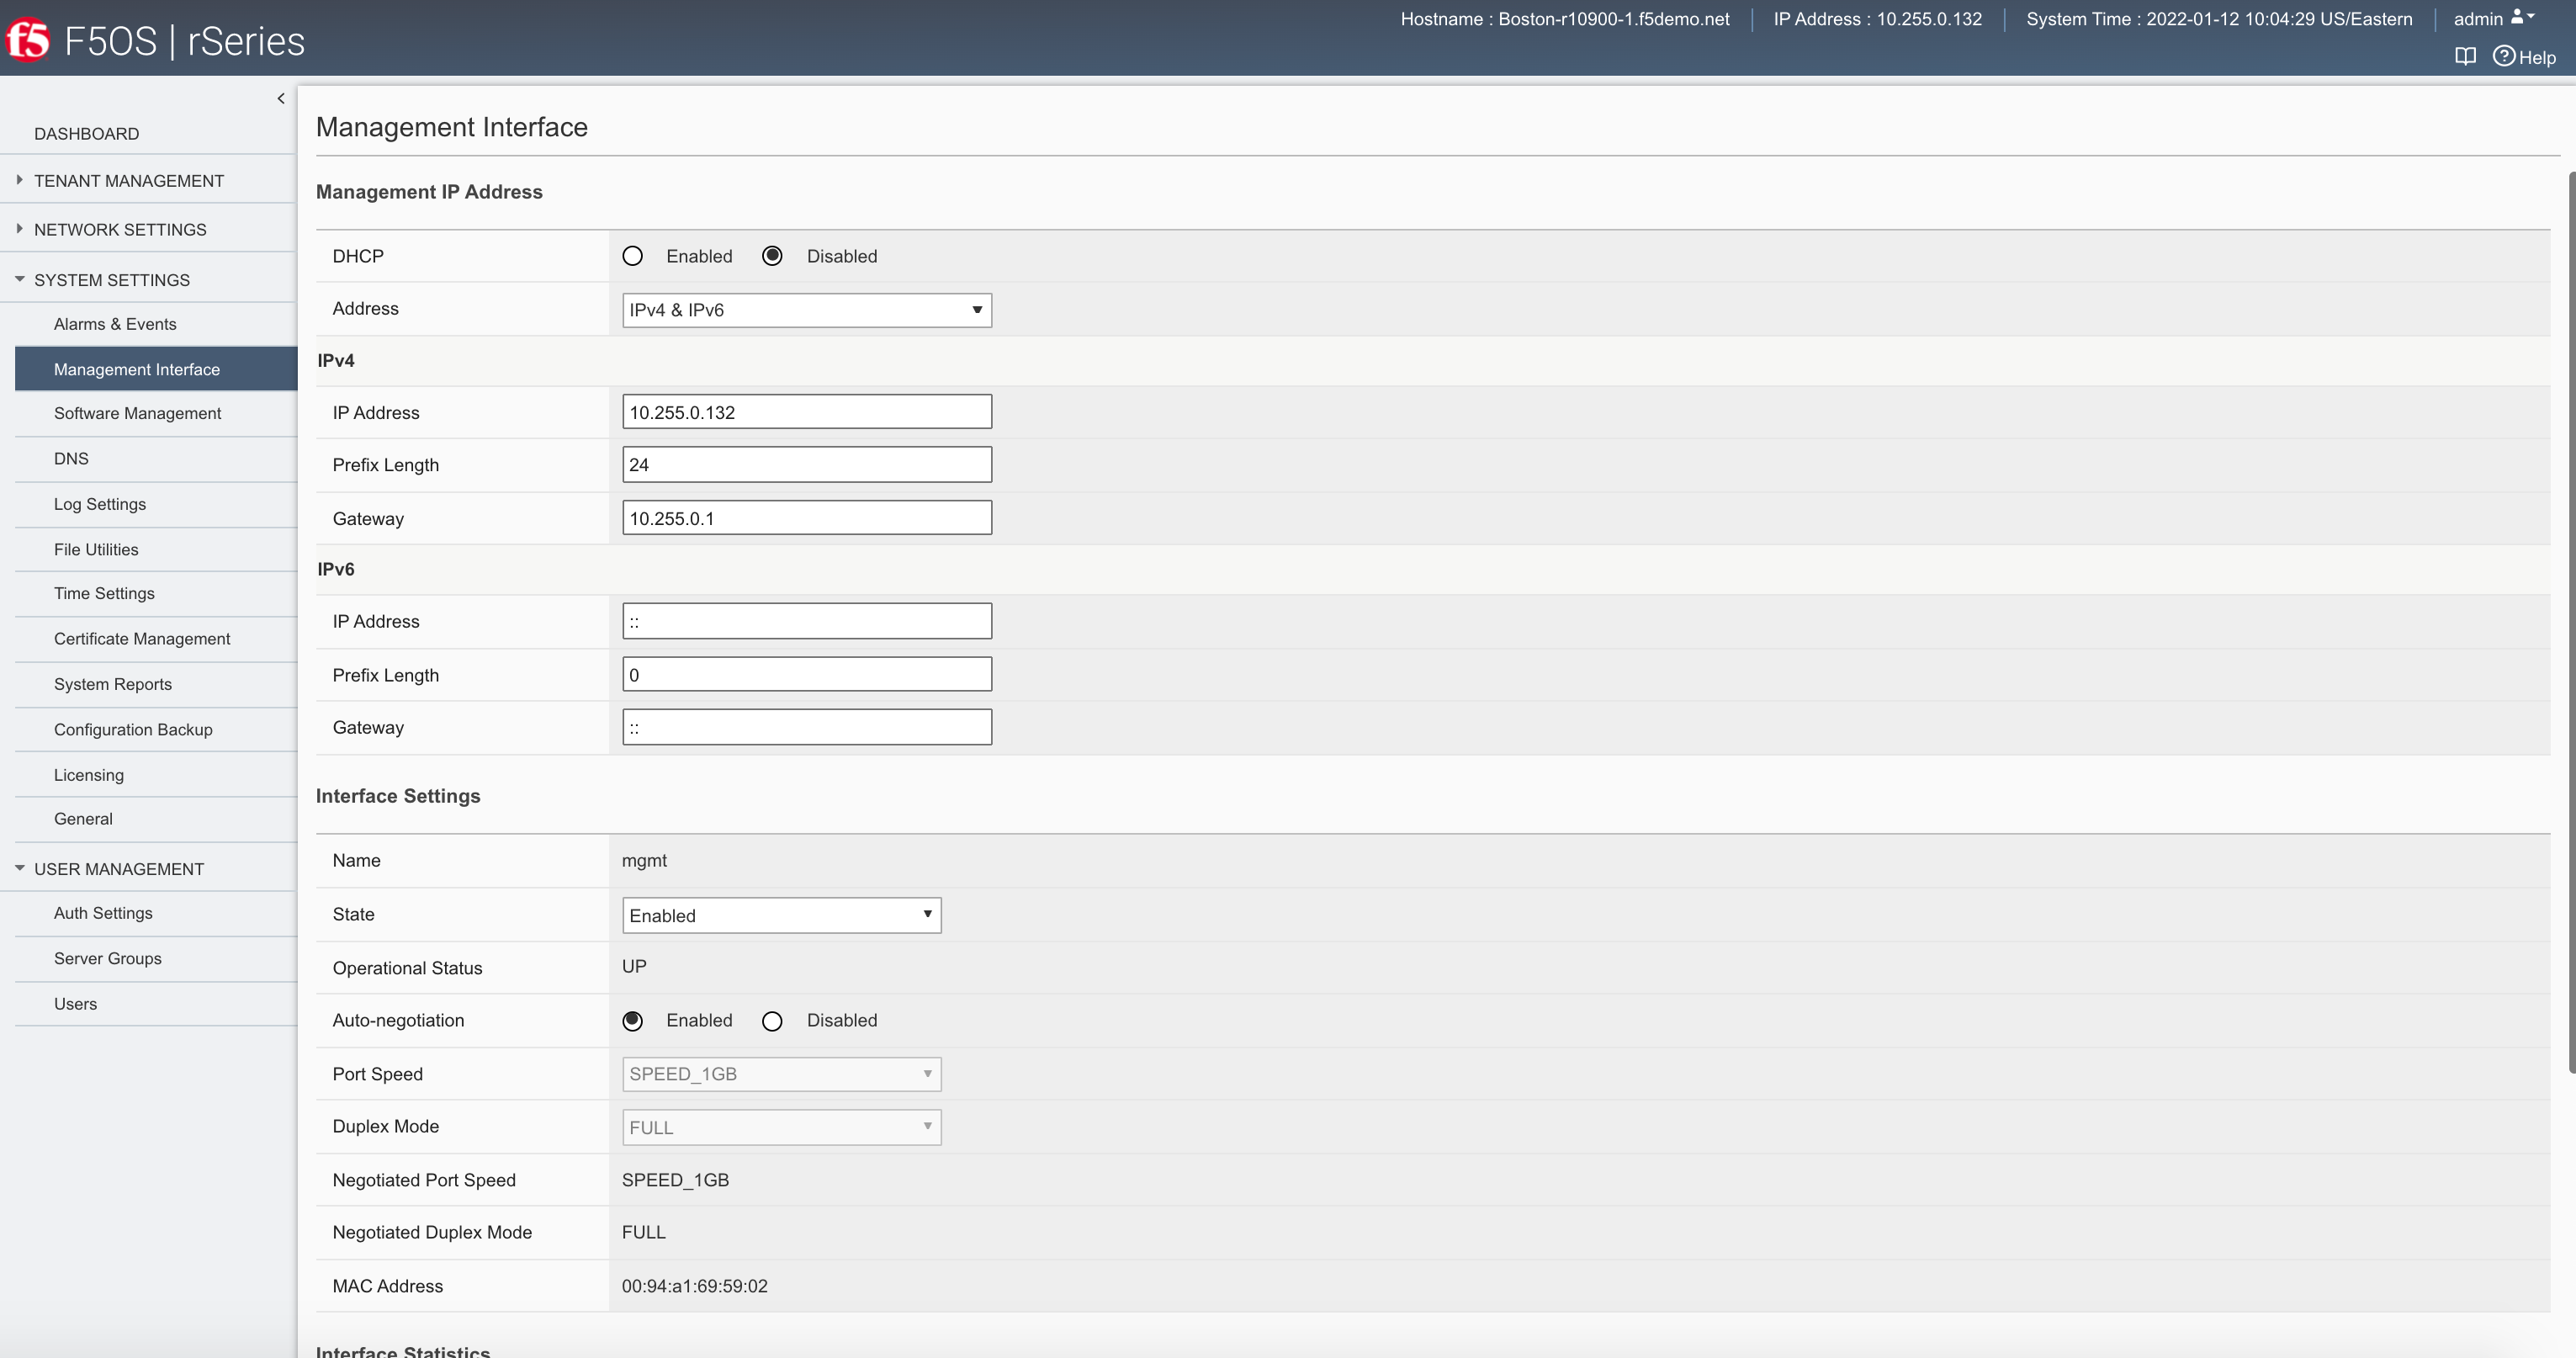 f5 F5OS | rSeries
Hostname : Boston-r10900-1.f5demo.net
IP Address : 10.255.0.132
System Time : 2022-01-12 10:04:29 US/Eastern
admin
Help
DASHBOARD
TENANT MANAGEMENT
NETWORK SETTINGS
SYSTEM SETTINGS
Alarms & Events
Management Interface
Software Management
DNS
Log Settings
File Utilities
Time Settings
Certificate Management
System Reports
Configuration Backup
Licensing
General
USER MANAGEMENT
Auth Settings
Server Groups
Users
Management Interface
Management IP Address
DHCP Enabled Disabled
Address IPv4 & IPv6
IPv4
IP Address 10.255.0.132
Prefix Length 24
Gateway 10.255.0.1
IPv6
IP Address ::
Prefix Length 0
Gateway ::
Interface Settings
Name mgmt
State Enabled
Operational Status UP
Auto-negotiation Enabled Disabled
Port Speed SPEED_1GB
Duplex Mode FULL
Negotiated Port Speed SPEED_1GB
Negotiated Duplex Mode FULL
MAC Address 00:94:a1:69:59:02
Interface Statistics